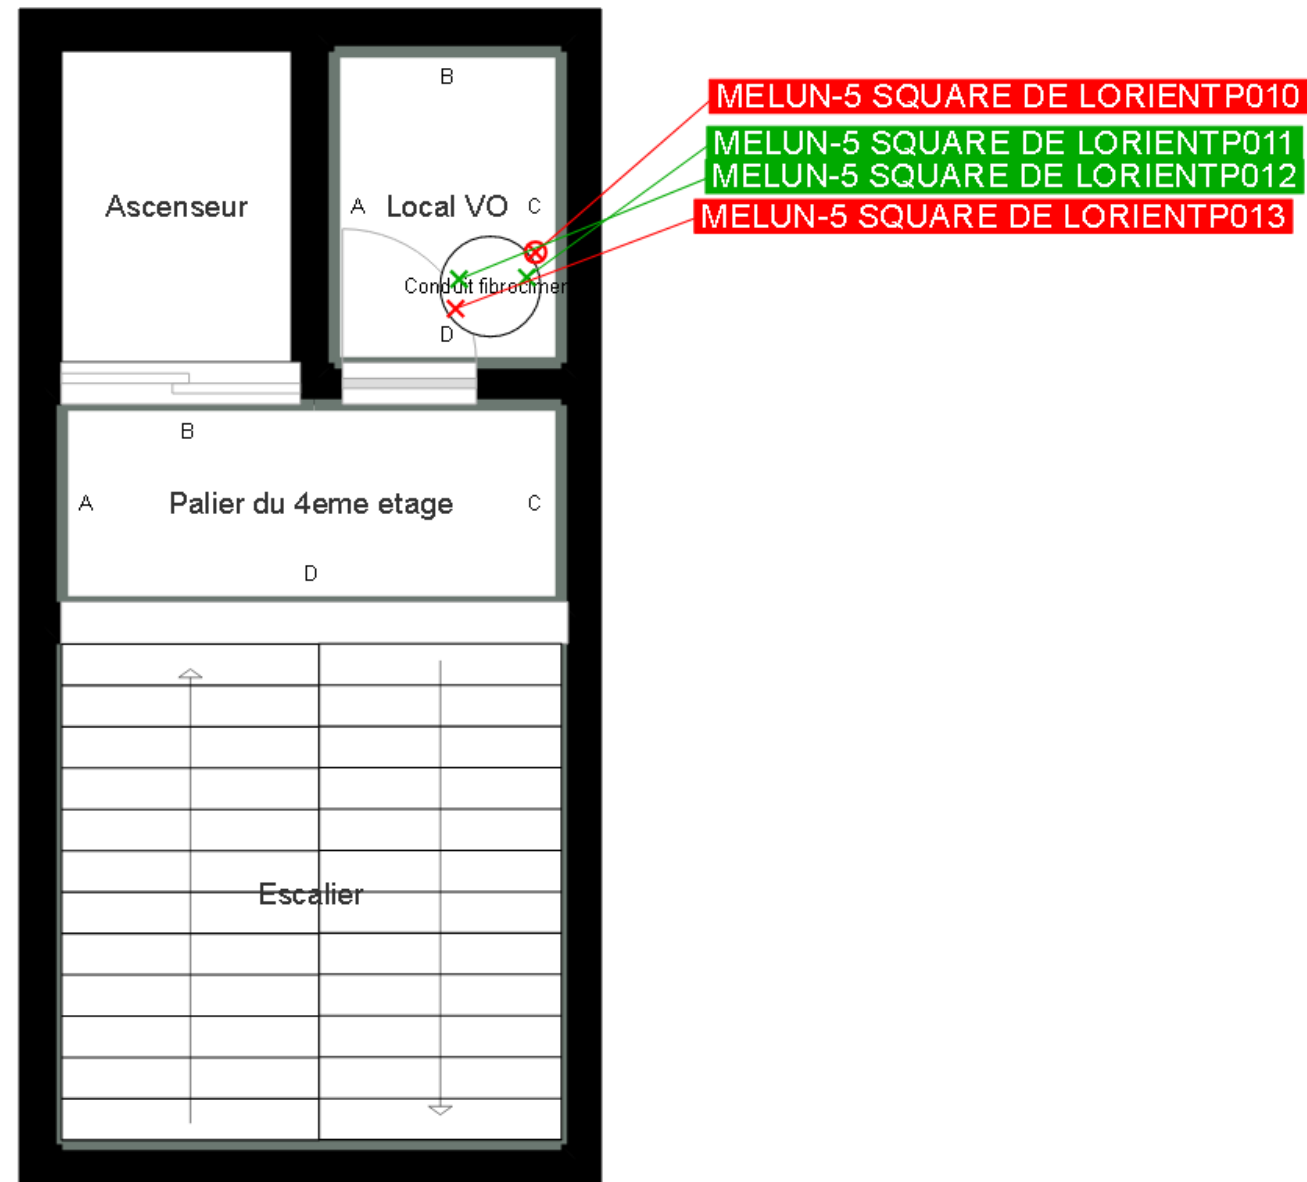 B
MELUN-5 SQUARE DE LORIENTP010
MELUN-5 SQUARE DE LORIENTP011
MELUN-5 SQUARE DE LORIENTP012
Ascenseur
A Local VO C
MELUN-5 SQUARE DE LORIENTP013
Conduit fibrocimen
D
B
A Palier du 4eme etage C
D
Escalier